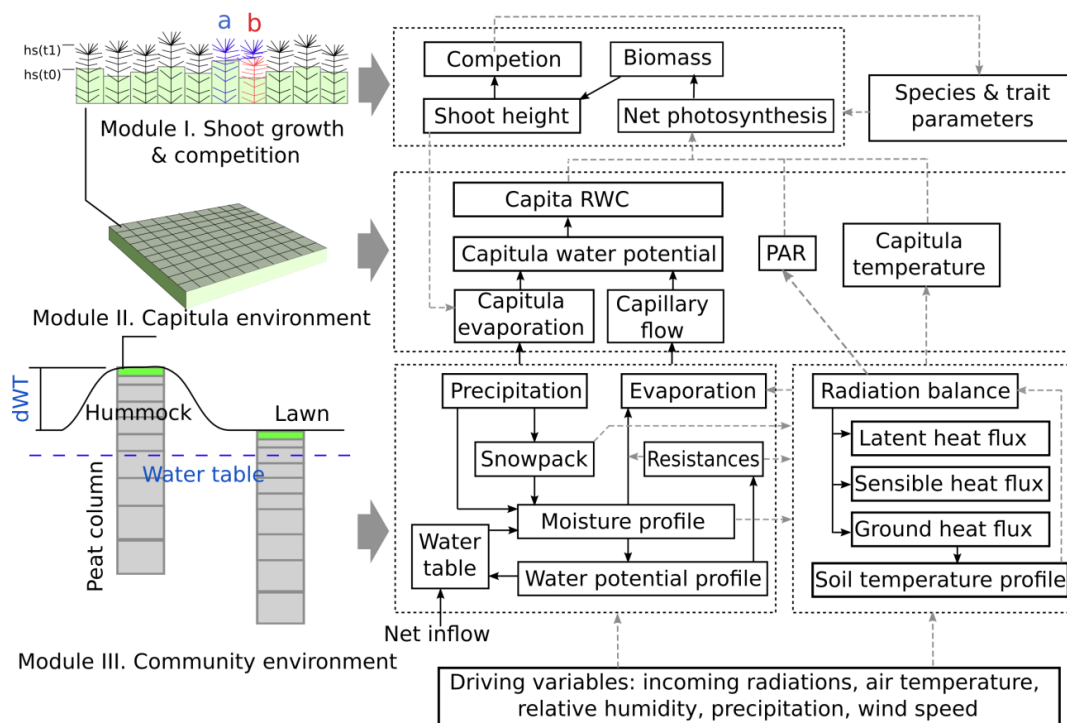 a
b
hs(t1)
hs(t0)
Module I. Shoot growth
& competition
Competion
Biomass
Shoot height
Net photosynthesis
Species & trait
parameters
Module II. Capitula environment
Capita RWC
Capitula water potential
PAR
Capitula
temperature
Capitula
evaporation
Capillary
flow
dWT
Hummock
Lawn
Water table
Peat column
Module III. Community environment
Precipitation
Evaporation
Snowpack
Resistances
Moisture profile
Water
table
Water potential profile
Net inflow
Radiation balance
Latent heat flux
Sensible heat flux
Ground heat flux
Soil temperature profile
Driving variables: incoming radiations, air temperature,
relative humidity, precipitation, wind speed